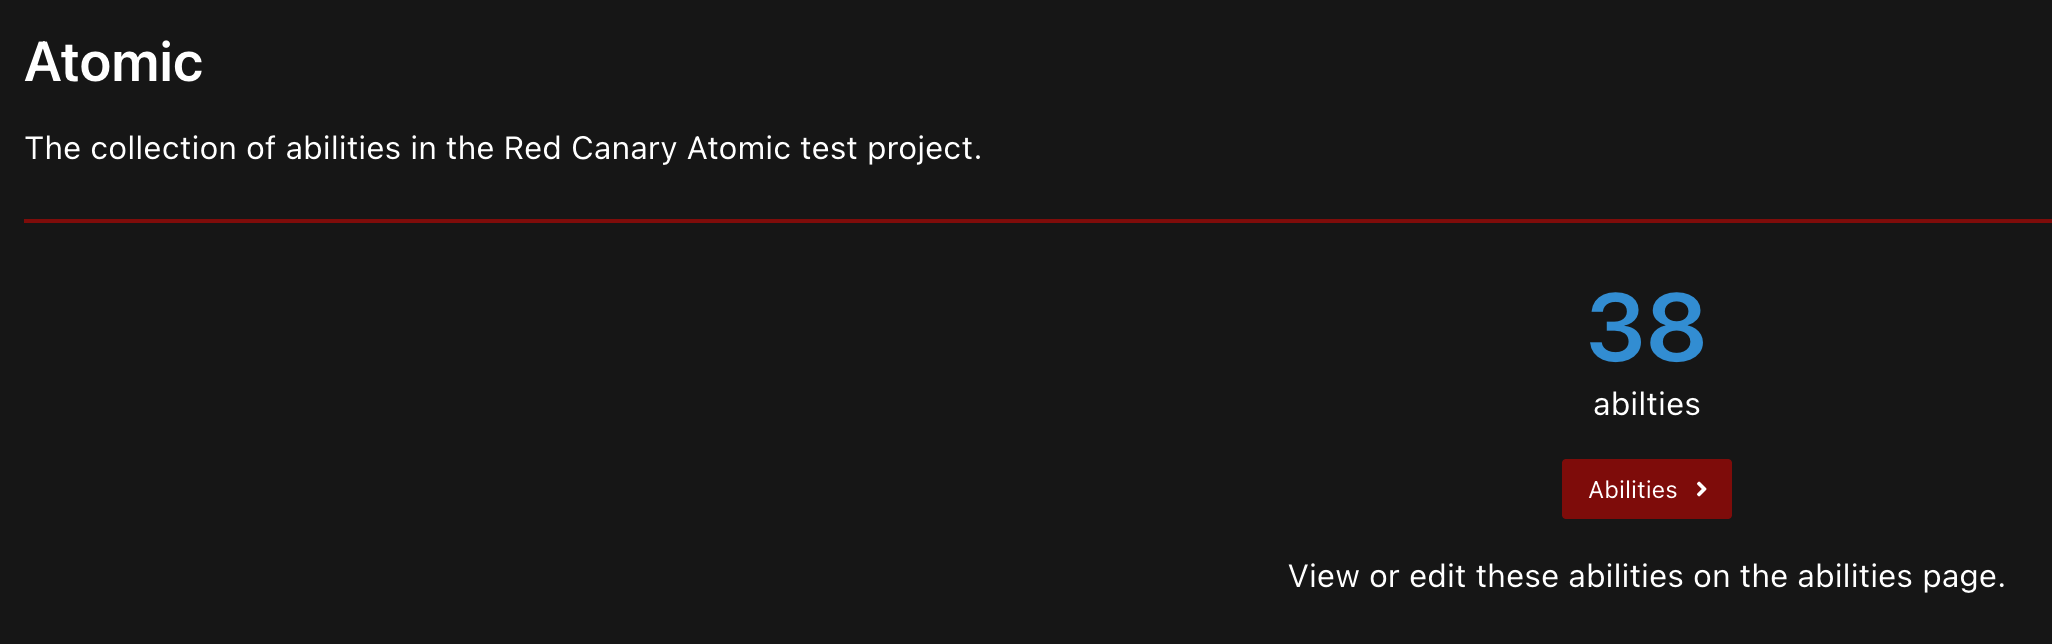 Atomic
The collection of abilities in the Red Canary Atomic test project.
38
abilties
Abilities
View or edit these abilities on the abilities page.